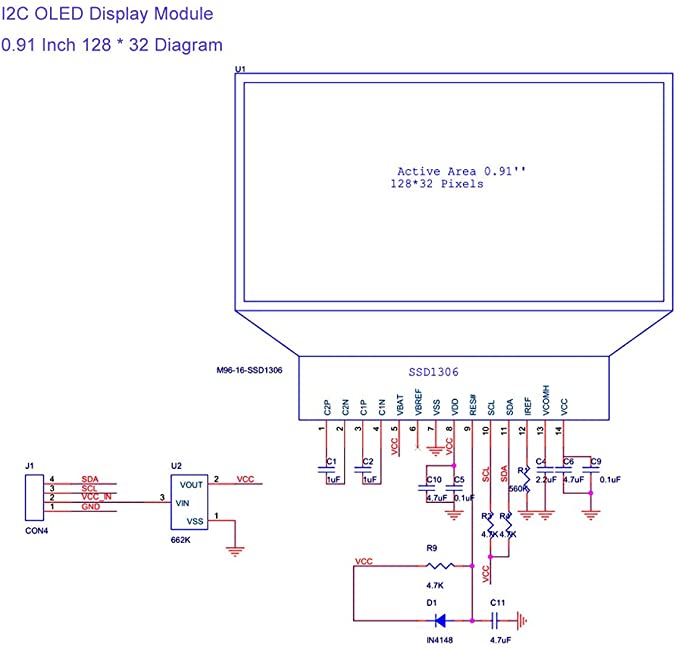 I2C OLED Display Module
0.91 Inch 128 * 32 Diagram
U1
Active Area 0.91''
128*32 Pixels
M96-16-SSD1306
SSD1306
C2P
C2N
C1P
C1N
VBAT
VBREF
VSS
VDD
RES#
SCL
SDA
IREF
VCOMH
VCC
1
2
3
4
5
6
7
8
9
10
11
12
13
14
VCC
VCC
C1
1uF
C2
1uF
C10
4.7uF
C5
0.1uF
SCL
SDA
560K
C4
2.2uF
C6
4.7uF
C9
0.1uF
4.7K
4.7K
VCC
J1
4 SDA
3 SCL
2 VCC_IN
1 GND
CON4
U2
VOUT 2 VCC
3 VIN
VSS 1
662K
R9
VCC
4.7K
D1
IN4148
C11
4.7uF